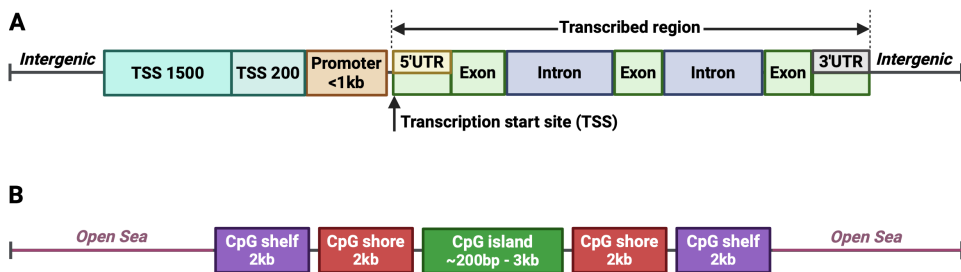 A
Transcribed region
Intergenic
TSS 1500
TSS 200
Promoter
<1kb
5'UTR
Exon
Intron
Exon
Intron
Exon
3'UTR
Intergenic
Transcription start site (TSS)
B
Open Sea
CpG shelf
2kb
CpG shore
2kb
CpG island
~200bp - 3kb
CpG shore
2kb
CpG shelf
2kb
Open Sea